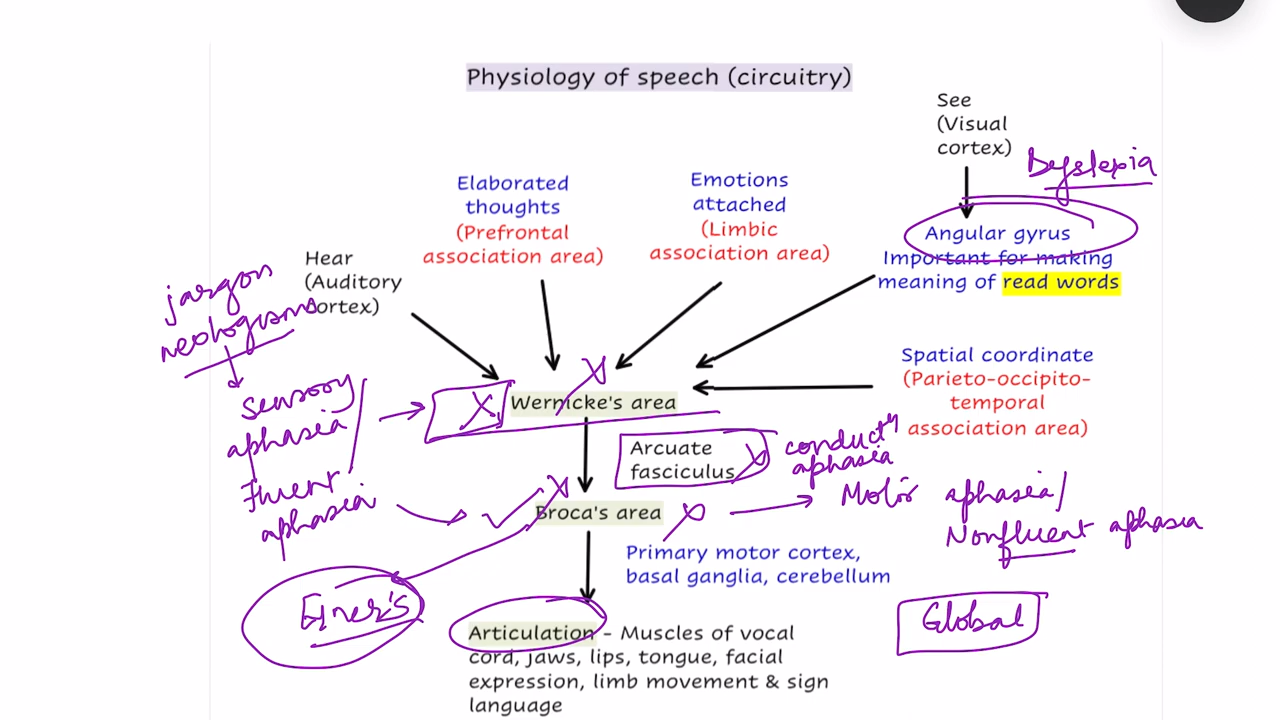 Physiology of speech (circuitry)
See
(Visual
cortex)
Dyslexia
Elaborated
thoughts
(Prefrontal
association area)
Emotions
attached
(Limbic
association area)
Angular gyrus
Important for making
meaning of read words
Hear
(Auditory
cortex)
jargon
neologisms
Spatial coordinate
(Parieto-occipito-
temporal
association area)
sensory
aphasia/
Fluent
aphasia
Wernicke's area
Arcuate
fasciculus
aphasia
Broca's area
Motor aphasia/
Nonfluent aphasia
Primary motor cortex,
basal ganglia, cerebellum
Global
Articulation - Muscles of vocal
cord, jaws, lips, tongue, facial
expression, limb movement & sign
language